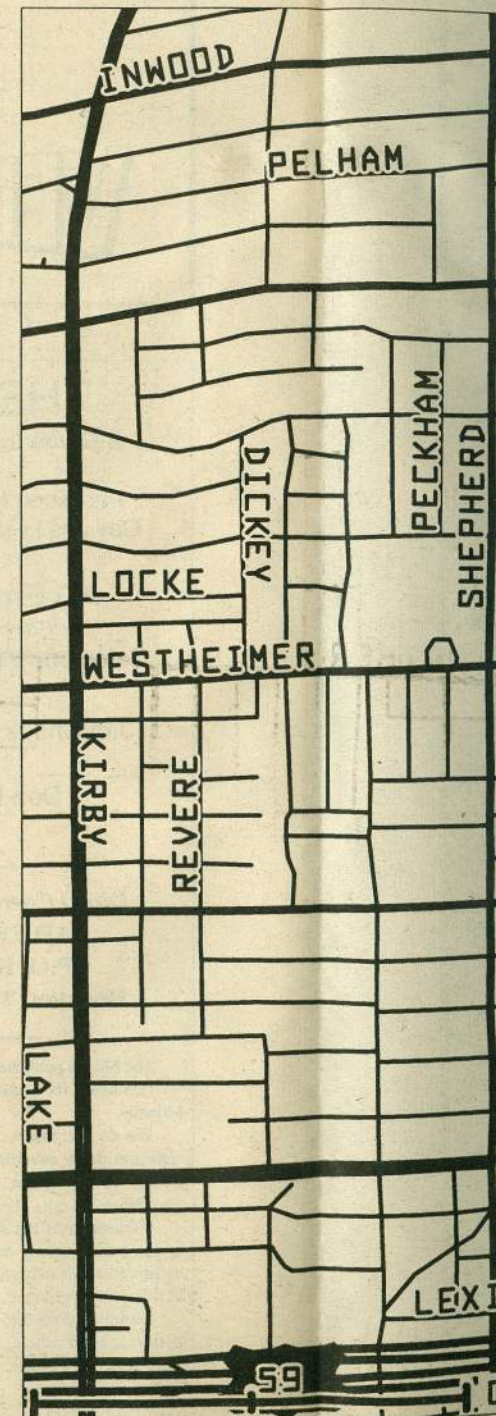 INWOOD
PELHAM
PECKHAM
SHEPHERD
DICKEY
LOCKE
WESTHEIMER
KIRBY
REVERE
LAKE
LEXI
59